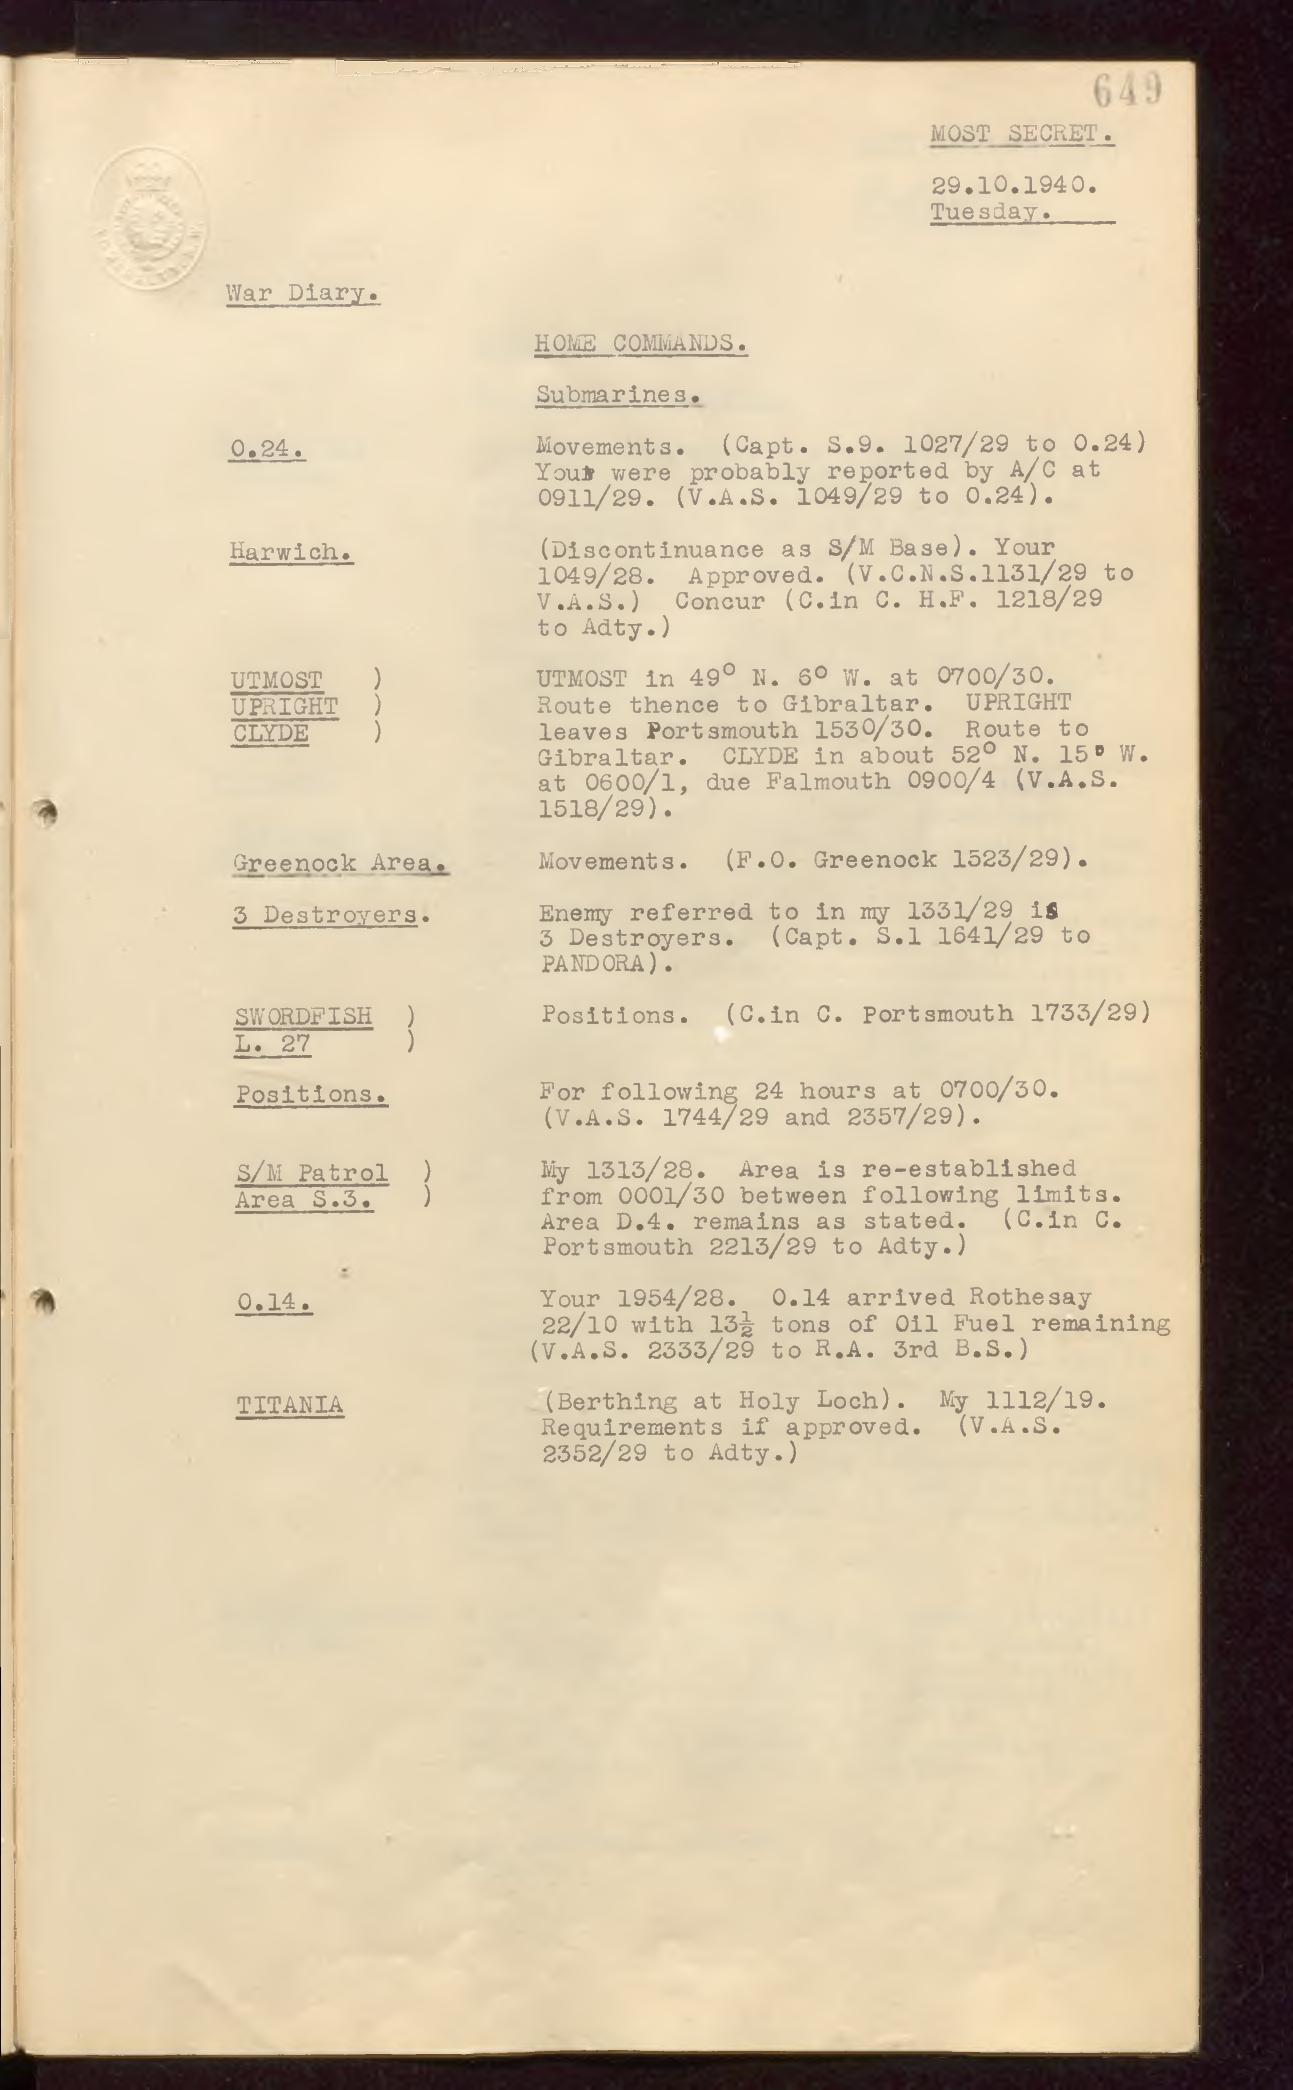 649
MOST SECRET.
29.10.1940.
Tuesday.
War Diary.
HOME COMMANDS.
Submarines.
O.24. Movements. (Capt. S.9. 1027/29 to O.24)
You were probably reported by A/C at
0911/29. (V.A.S. 1049/29 to O.24).
Harwich. (Discontinuance as S/M Base). Your
1049/28. Approved. (V.C.N.S.1131/29 to
V.A.S.) Concur (C.in C. H.F. 1218/29
to Adty.)
UTMOST ) UTMOST in 49° N. 6° W. at 0700/30.
UPRIGHT ) Route thence to Gibraltar. UPRIGHT
CLYDE ) leaves Portsmouth 1530/30. Route to
Gibraltar. CLYDE in about 52° N. 15° W.
at 0600/1, due Falmouth 0900/4 (V.A.S.
1518/29).
Greenock Area. Movements. (F.O. Greenock 1523/29).
3 Destroyers. Enemy referred to in my 1331/29 is
3 Destroyers. (Capt. S.1 1641/29 to
PANDORA).
SWORDFISH ) Positions. (C.in C. Portsmouth 1733/29)
L. 27 )
Positions. For following 24 hours at 0700/30.
(V.A.S. 1744/29 and 2357/29).
S/M Patrol ) My 1313/28. Area is re-established
Area S.3. ) from 0001/30 between following limits.
Area D.4. remains as stated. (C.in C.
Portsmouth 2213/29 to Adty.)
O.14. Your 1954/28. O.14 arrived Rothesay
22/10 with 13½ tons of Oil Fuel remaining
(V.A.S. 2333/29 to R.A. 3rd B.S.)
TITANIA (Berthing at Holy Loch). My 1112/19.
Requirements if approved. (V.A.S.
2352/29 to Adty.)